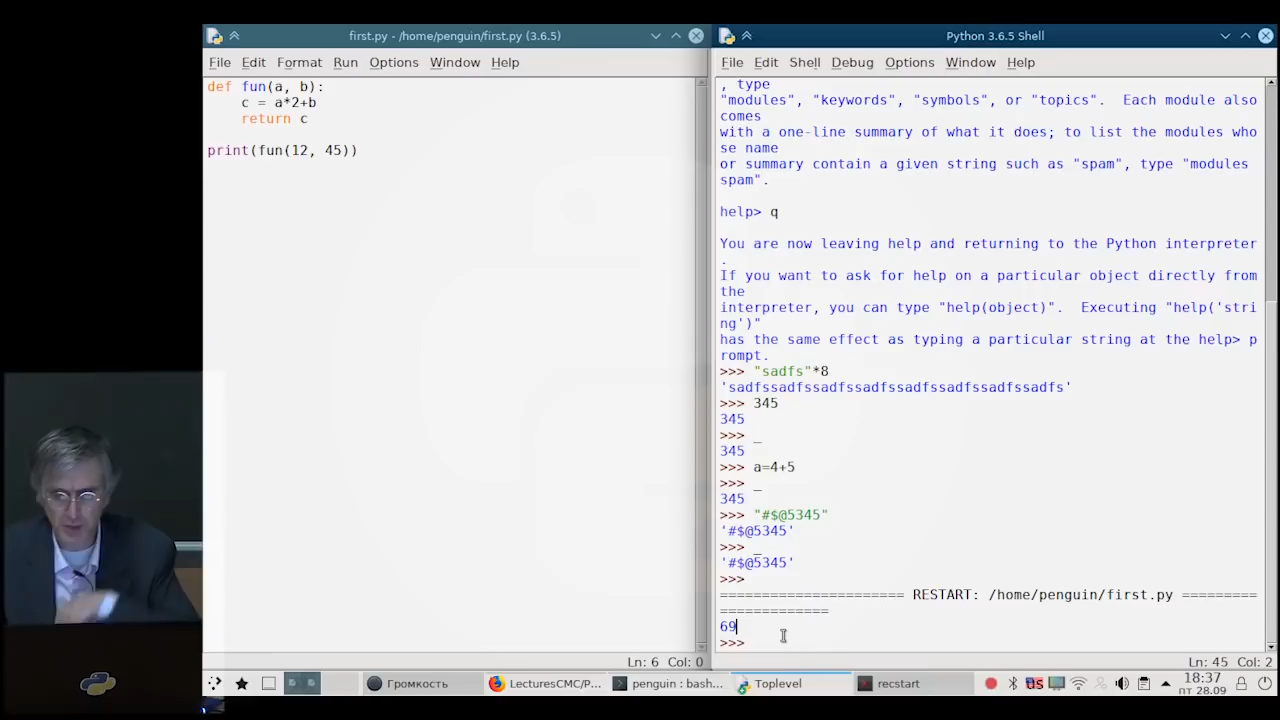 first.py - /home/penguin/first.py (3.6.5)
File Edit Format Run Options Window Help
def fun(a, b):
    c = a*2+b
    return c
print(fun(12, 45))
Ln: 6 Col: 0
Python 3.6.5 Shell
File Edit Shell Debug Options Window Help
, type
"modules", "keywords", "symbols", or "topics".  Each module also
comes
with a one-line summary of what it does; to list the modules who
se name
or summary contain a given string such as "spam", type "modules
spam".
help> q
You are now leaving help and returning to the Python interpreter
.
If you want to ask for help on a particular object directly from
the
interpreter, you can type "help(object)".  Executing "help('stri
ng')"
has the same effect as typing a particular string at the help> p
rompt.
>>> "sadfs"*8
'sadfssadfssadfssadfssadfssadfssadfssadfs'
>>> 345
345
>>> _
345
>>> a=4+5
>>> _
345
>>> "#$@5345"
'#$@5345'
>>> _
'#$@5345'
>>>
====================== RESTART: /home/penguin/first.py =========
=============
69
>>>
Ln: 45 Col: 2
Громкость
LecturesCMC/P...
penguin : bash...
Toplevel
recstart
US
18:37
пт 28.09